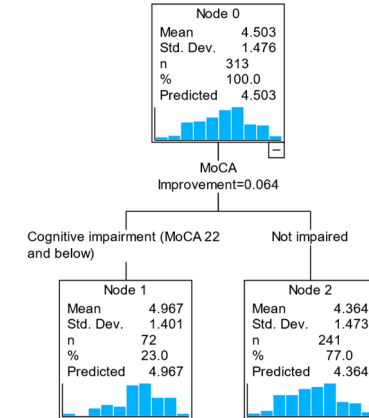 Node 0
Mean 4.503
Std. Dev. 1.476
n 313
% 100.0
Predicted 4.503
MoCA
Improvement=0.064
Cognitive impairment (MoCA 22
and below)
Not impaired
Node 1
Mean 4.967
Std. Dev. 1.401
n 72
% 23.0
Predicted 4.967
Node 2
Mean 4.364
Std. Dev. 1.473
n 241
% 77.0
Predicted 4.364